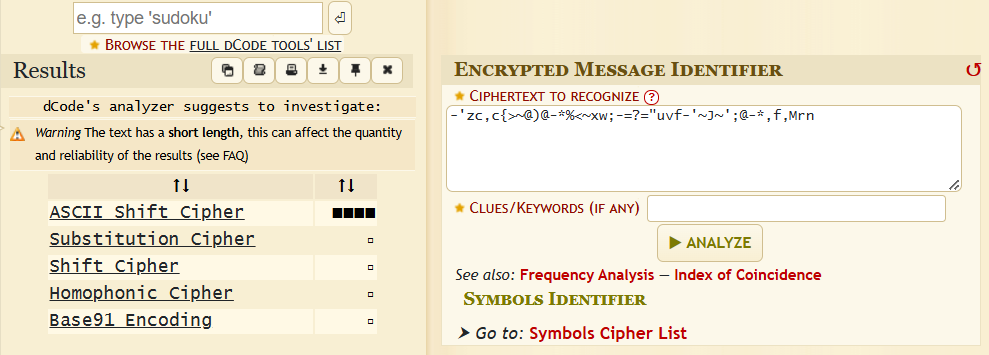 e.g. type 'sudoku'
⏎
★ BROWSE THE FULL DCODE TOOLS' LIST
Results
dCode's analyzer suggests to investigate:
Warning The text has a short length, this can affect the quantity
and reliability of the results (see FAQ)
↑↓ ↑↓
ASCII Shift Cipher ■■■■
Substitution Cipher ▫
Shift Cipher ▫
Homophonic Cipher ▫
Base91 Encoding ▫
ENCRYPTED MESSAGE IDENTIFIER
★ CIPHERTEXT TO RECOGNIZE ?
-'zc,c{>~@)@-*%<~xw;-=?="uvf-'~J~';@-*,f,Mrn
★ CLUES/KEYWORDS (IF ANY)
▶ ANALYZE
See also: Frequency Analysis — Index of Coincidence
SYMBOLS IDENTIFIER
➤ Go to: Symbols Cipher List